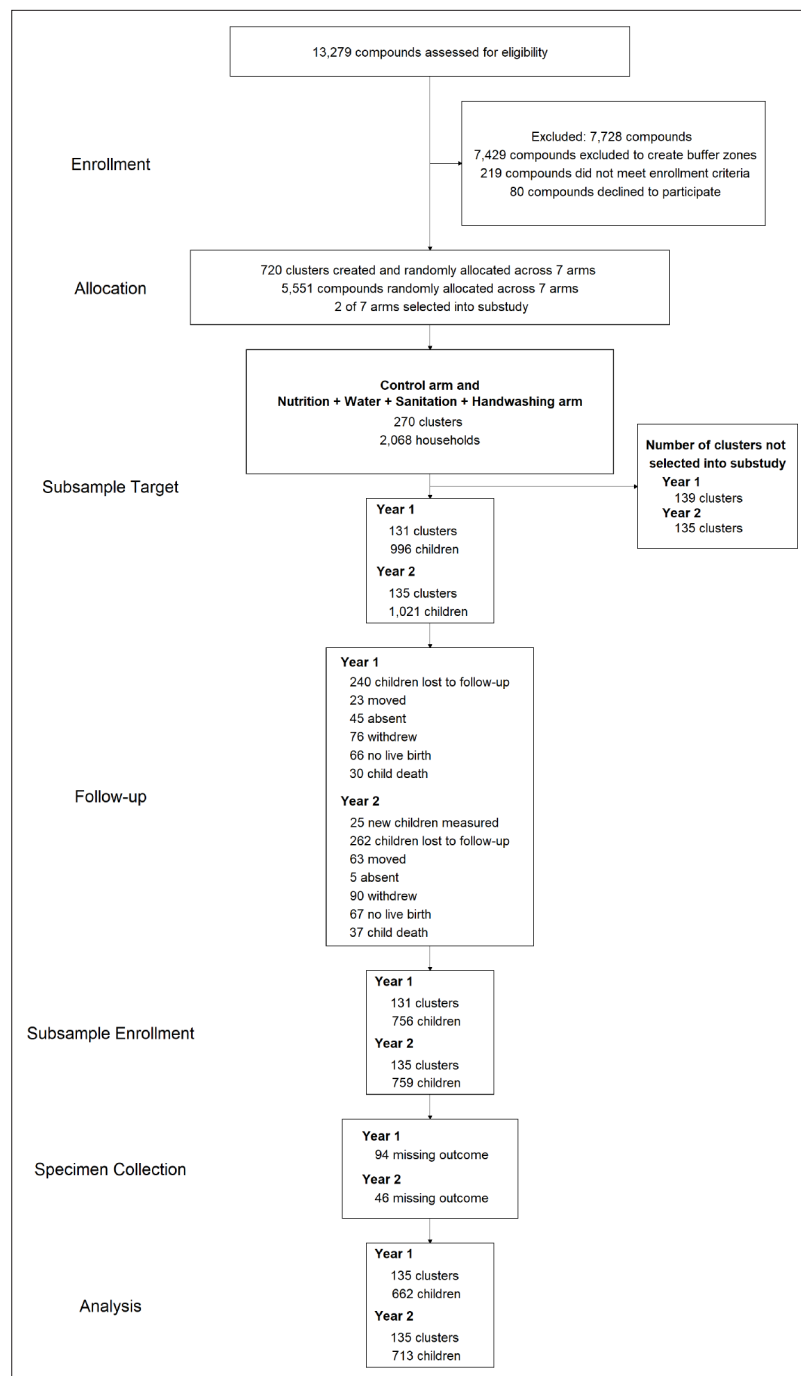 13,279 compounds assessed for eligibility
Enrollment
Excluded: 7,728 compounds
7,429 compounds excluded to create buffer zones
219 compounds did not meet enrollment criteria
80 compounds declined to participate
Allocation
720 clusters created and randomly allocated across 7 arms
5,551 compounds randomly allocated across 7 arms
2 of 7 arms selected into substudy
Control arm and
Nutrition + Water + Sanitation + Handwashing arm
270 clusters
2,068 households
Number of clusters not
selected into substudy
Year 1
139 clusters
Year 2
135 clusters
Subsample Target
Year 1
131 clusters
996 children
Year 2
135 clusters
1,021 children
Follow-up
Year 1
240 children lost to follow-up
23 moved
45 absent
76 withdrew
66 no live birth
30 child death
Year 2
25 new children measured
262 children lost to follow-up
63 moved
5 absent
90 withdrew
67 no live birth
37 child death
Subsample Enrollment
Year 1
131 clusters
756 children
Year 2
135 clusters
759 children
Specimen Collection
Year 1
94 missing outcome
Year 2
46 missing outcome
Analysis
Year 1
135 clusters
662 children
Year 2
135 clusters
713 children